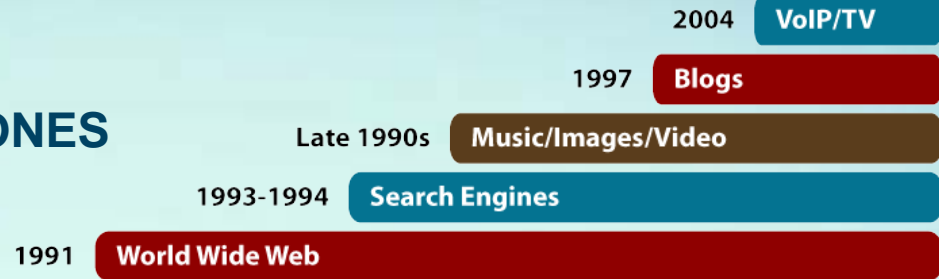 2004 VoIP/TV
1997 Blogs
ONES
Late 1990s Music/Images/Video
1993-1994 Search Engines
1991 World Wide Web